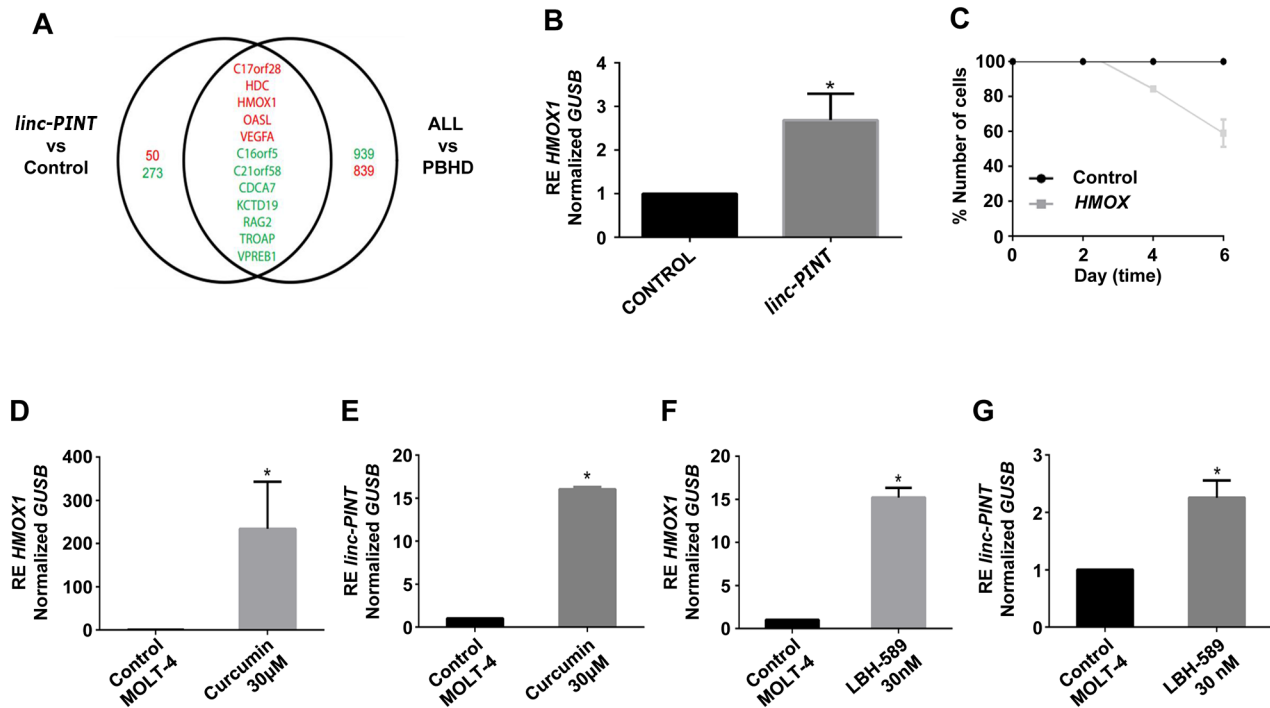 A
linc-PINT
vs
Control
50
273
C17orf28
HDC
HMOX1
OASL
VEGFA
C16orf5
C21orf58
CDCA7
KCTD19
RAG2
TROAP
VPREB1
939
839
ALL
vs
PBHD
B
RE HMOX1
Normalized GUSB
4
3
2
1
0
*
CONTROL
linc-PINT
C
% Number of cells
100
80
60
40
20
0
Control
HMOX
0 2 4 6
Day (time)
D
RE HMOX1
Normalized GUSB
400
300
200
100
0
*
Control
MOLT-4
Curcumin
30µM
E
RE linc-PINT
Normalized GUSB
20
15
10
5
0
*
Control
MOLT-4
Curcumin
30µM
F
RE HMOX1
Normalized GUSB
20
15
10
5
0
*
Control
MOLT-4
LBH-589
30nM
G
RE linc-PINT
Normalized GUSB
3
2
1
0
*
Control
MOLT-4
LBH-589
30 nM